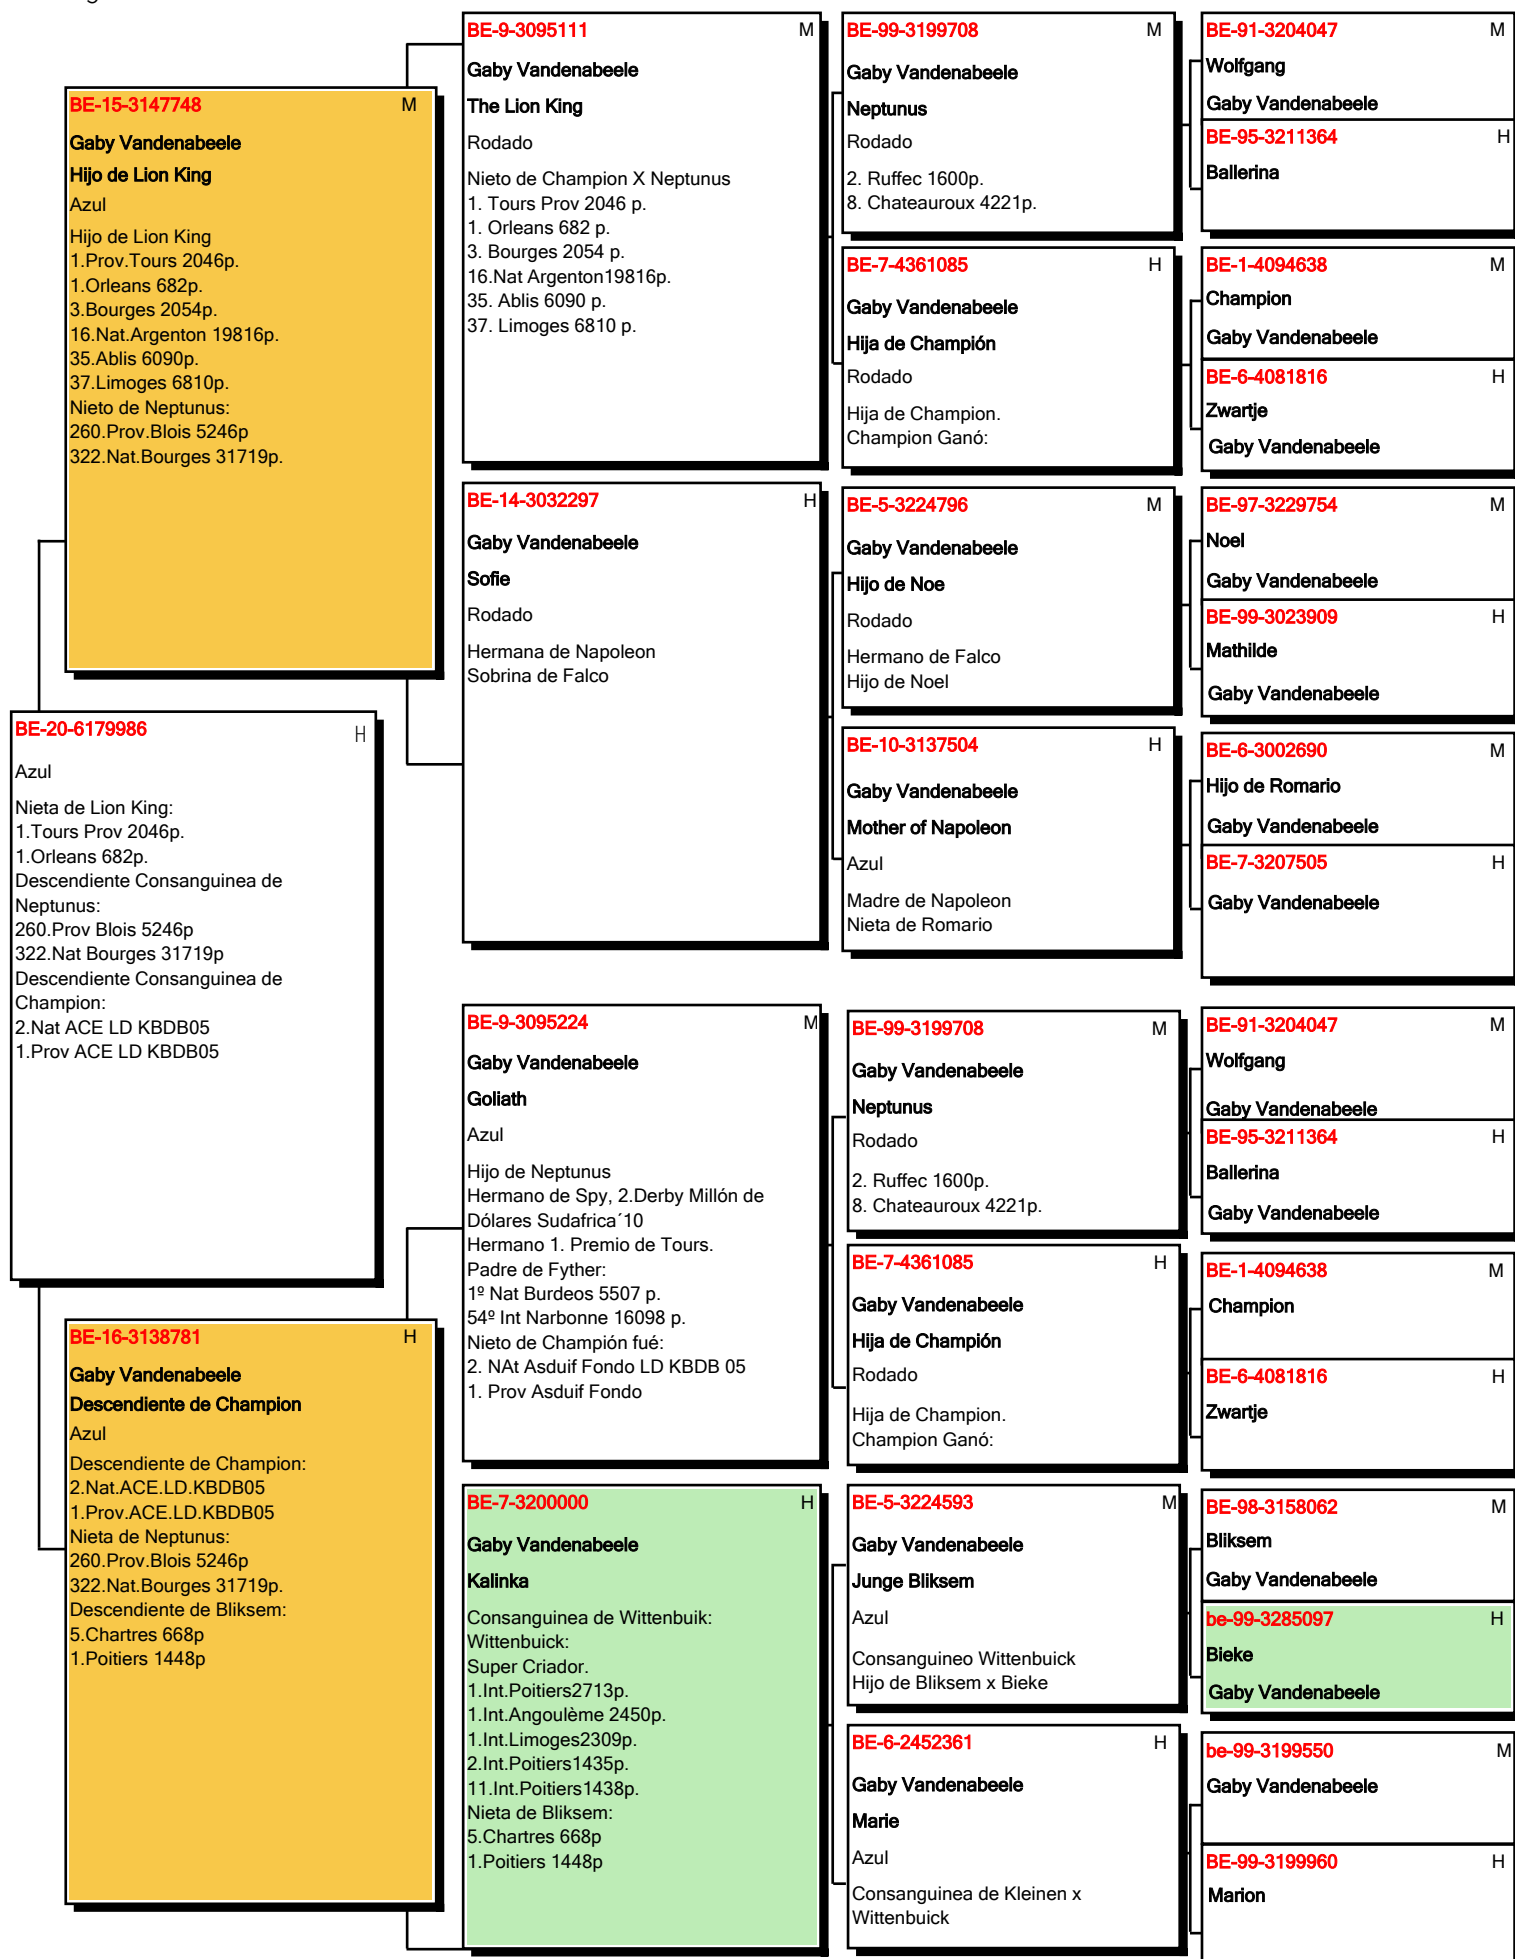 BE-20-6179986 H
Azul
Nieta de Lion King:
1.Tours Prov 2046p.
1.Orleans 682p.
Descendiente Consanguinea de
Neptunus:
260.Prov Blois 5246p
322.Nat Bourges 31719p
Descendiente Consanguinea de
Champion:
2.Nat ACE LD KBDB05
1.Prov ACE LD KBDB05
BE-15-3147748 M
Gaby Vandenabeele
Hijo de Lion King
Azul
Hijo de Lion King
1.Prov.Tours 2046p.
1.Orleans 682p.
3.Bourges 2054p.
16.Nat.Argenton 19816p.
35.Ablis 6090p.
37.Limoges 6810p.
Nieto de Neptunus:
260.Prov.Blois 5246p
322.Nat.Bourges 31719p.
BE-16-3138781 H
Gaby Vandenabeele
Descendiente de Champion
Azul
Descendiente de Champion:
2.Nat.ACE.LD.KBDB05
1.Prov.ACE.LD.KBDB05
Nieta de Neptunus:
260.Prov.Blois 5246p
322.Nat.Bourges 31719p.
Descendiente de Bliksem:
5.Chartres 668p
1.Poitiers 1448p
BE-9-3095111 M
Gaby Vandenabeele
The Lion King
Rodado
Nieto de Champion X Neptunus
1. Tours Prov 2046 p.
1. Orleans 682 p.
3. Bourges 2054 p.
16.Nat Argenton19816p.
35. Ablis 6090 p.
37. Limoges 6810 p.
BE-14-3032297 H
Gaby Vandenabeele
Sofie
Rodado
Hermana de Napoleon
Sobrina de Falco
BE-9-3095224 M
Gaby Vandenabeele
Goliath
Azul
Hijo de Neptunus
Hermano de Spy, 2.Derby Millón de
Dólares Sudafrica´10
Hermano 1. Premio de Tours.
Padre de Fyther:
1º Nat Burdeos 5507 p.
54º Int Narbonne 16098 p.
Nieto de Champión fué:
2. NAt Asduif Fondo LD KBDB 05
1. Prov Asduif Fondo
BE-7-3200000 H
Gaby Vandenabeele
Kalinka
Consanguinea de Wittenbuik:
Wittenbuick:
Super Criador.
1.Int.Poitiers2713p.
1.Int.Angoulème 2450p.
1.Int.Limoges2309p.
2.Int.Poitiers1435p.
11.Int.Poitiers1438p.
Nieta de Bliksem:
5.Chartres 668p
1.Poitiers 1448p
BE-99-3199708 M
Gaby Vandenabeele
Neptunus
Rodado
2. Ruffec 1600p.
8. Chateauroux 4221p.
BE-7-4361085 H
Gaby Vandenabeele
Hija de Champión
Rodado
Hija de Champion.
Champion Ganó:
BE-5-3224796 M
Gaby Vandenabeele
Hijo de Noe
Rodado
Hermano de Falco
Hijo de Noel
BE-10-3137504 H
Gaby Vandenabeele
Mother of Napoleon
Azul
Madre de Napoleon
Nieta de Romario
BE-99-3199708 M
Gaby Vandenabeele
Neptunus
Rodado
2. Ruffec 1600p.
8. Chateauroux 4221p.
BE-7-4361085 H
Gaby Vandenabeele
Hija de Champión
Rodado
Hija de Champion.
Champion Ganó:
BE-5-3224593 M
Gaby Vandenabeele
Junge Bliksem
Azul
Consanguineo Wittenbuick
Hijo de Bliksem x Bieke
BE-6-2452361 H
Gaby Vandenabeele
Marie
Azul
Consanguinea de Kleinen x
Wittenbuick
BE-91-3204047 M
Wolfgang
Gaby Vandenabeele
BE-95-3211364 H
Ballerina
BE-1-4094638 M
Champion
Gaby Vandenabeele
BE-6-4081816 H
Zwartje
Gaby Vandenabeele
BE-97-3229754 M
Noel
Gaby Vandenabeele
BE-99-3023909 H
Mathilde
Gaby Vandenabeele
BE-6-3002690 M
Hijo de Romario
Gaby Vandenabeele
BE-7-3207505 H
Gaby Vandenabeele
BE-91-3204047 M
Wolfgang
Gaby Vandenabeele
BE-95-3211364 H
Ballerina
Gaby Vandenabeele
BE-1-4094638 M
Champion
BE-6-4081816 H
Zwartje
BE-98-3158062 M
Bliksem
Gaby Vandenabeele
be-99-3285097 H
Bieke
Gaby Vandenabeele
be-99-3199550 M
Gaby Vandenabeele
BE-99-3199960 H
Marion